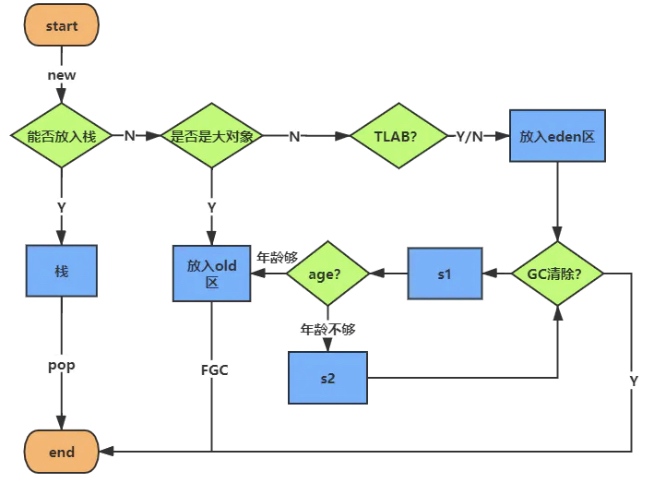 start
new
能否放入栈
N
是否是大对象
N
TLAB?
Y/N
放入eden区
Y
Y
栈
放入old
区
年龄够
age?
s1
GC清除?
年龄不够
pop
FGC
s2
Y
end